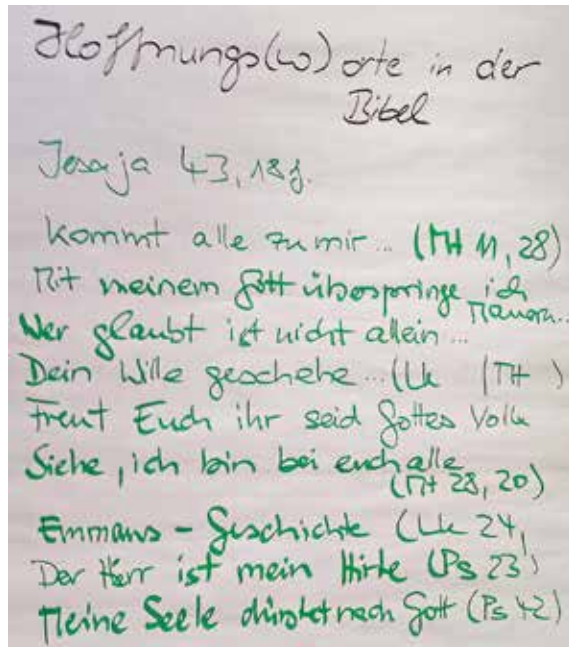 Hoffnungs(w)orte in der
Bibel
Jesaja 43, 18f.
Kommt alle zu mir... (Mt 11, 28)
Mit meinem Gott überspringe ich
Mauern...
Wer glaubt ist nicht allein...
Dein Wille geschehe... (Lk | Mt )
Freut Euch ihr seid Gottes Volk
Siehe, ich bin bei euch alle
(Mt 28, 20)
Emmaus - Geschichte (Lk 24,
Der Herr ist mein Hirte (Ps 23)
Meine Seele dürstet nach Gott (Ps 42)